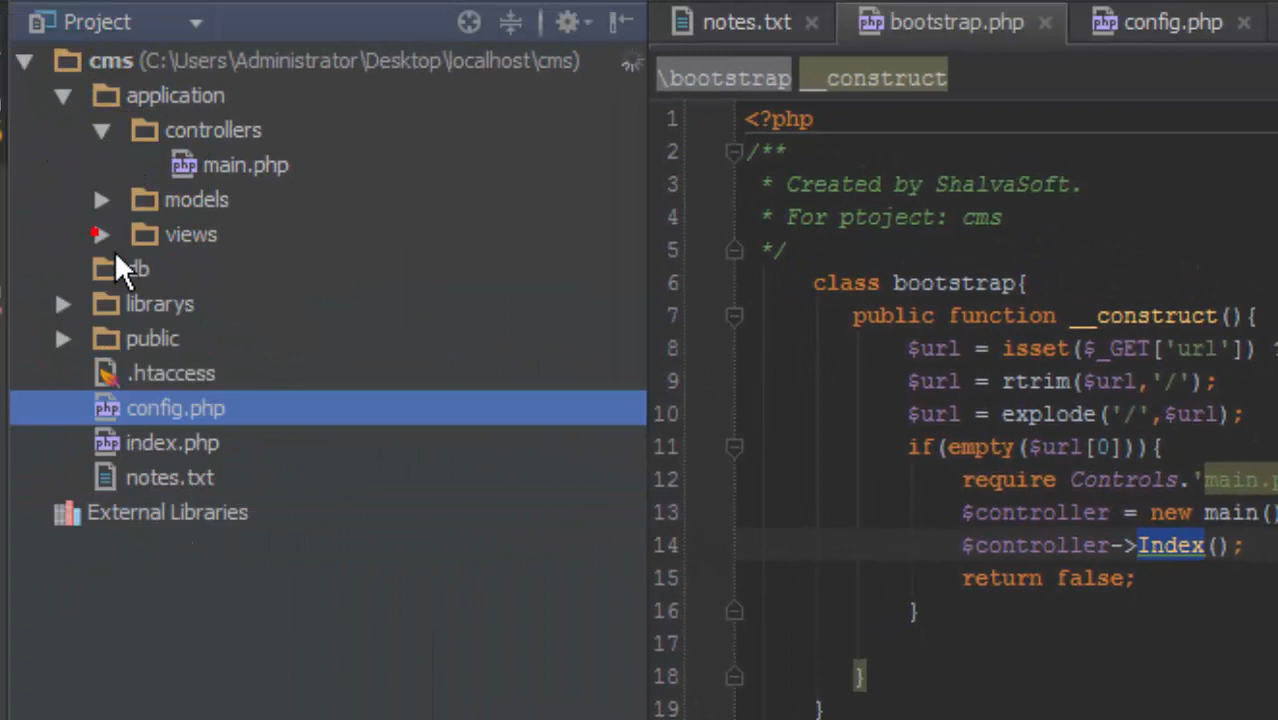 Project
notes.txt
bootstrap.php
config.php
cms (C:\Users\Administrator\Desktop\localhost\cms)
application
controllers
main.php
models
views
db
librarys
public
.htaccess
config.php
index.php
notes.txt
External Libraries
\bootstrap __construct
1 <?php
2 /**
3 * Created by ShalvaSoft.
4 * For ptoject: cms
5 */
6 class bootstrap{
7 public function __construct(){
8 $url = isset($_GET['url'])
9 $url = rtrim($url,'/');
10 $url = explode('/',$url);
11 if(empty($url[0])){
12 require Controls.'main.p
13 $controller = new main()
14 $controller->Index();
15 return false;
16 }
17
18 }
19 }